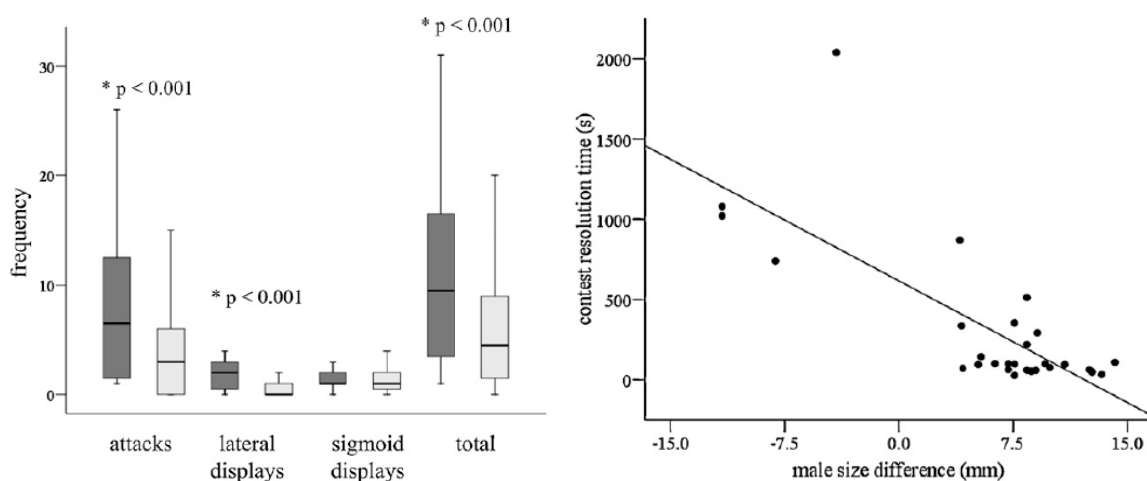 * p < 0.001
* p < 0.001
* p < 0.001
frequency
30
20
10
0
attacks
lateral
displays
sigmoid
displays
total
contest resolution time (s)
2000
1500
1000
500
0
-15.0
-7.5
0.0
7.5
15.0
male size difference (mm)